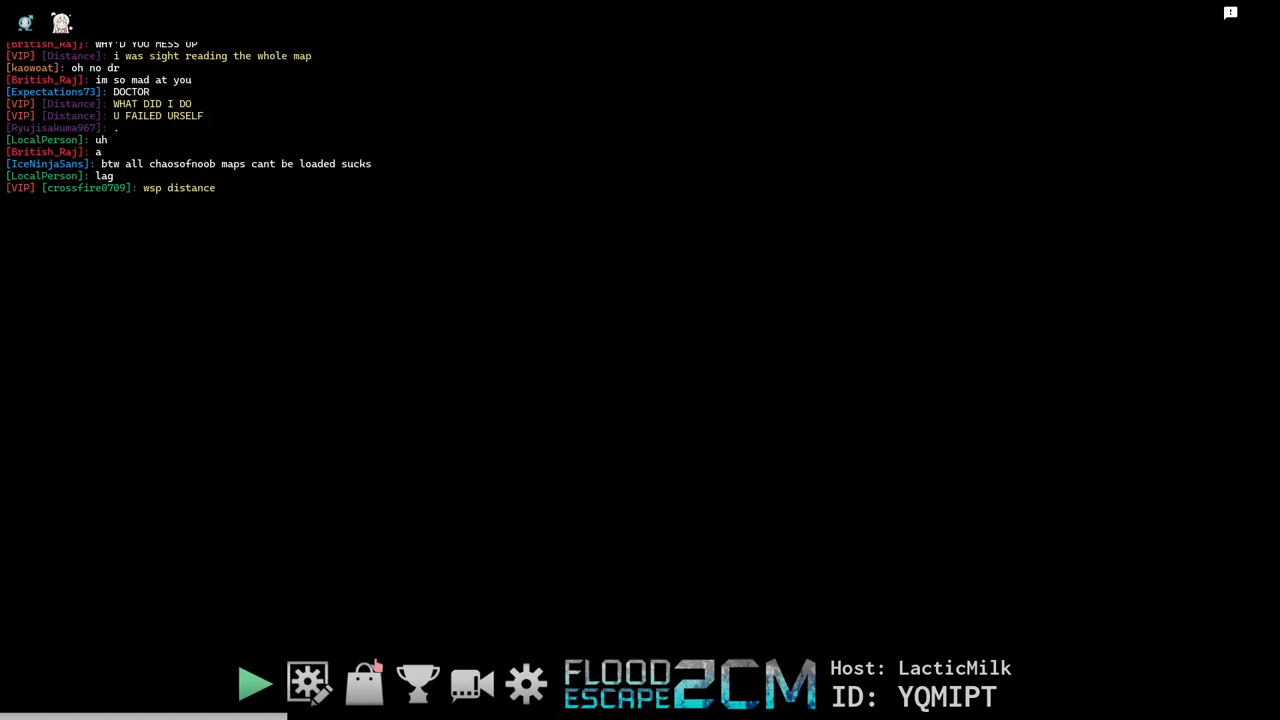 [British_Raj]: WHY'D YOU MESS UP
[VIP] [Distance]: i was sight reading the whole map
[kaowoat]: oh no dr
[British_Raj]: im so mad at you
[Expectations73]: DOCTOR
[VIP] [Distance]: WHAT DID I DO
[VIP] [Distance]: U FAILED URSELF
[Ryujisakuma967]: .
[LocalPerson]: uh
[British_Raj]: a
[IceNinjaSans]: btw all chaosofnoob maps cant be loaded sucks
[LocalPerson]: lag
[VIP] [crossfire0709]: wsp distance
FLOOD ESCAPE 2CM
Host: LacticMilk
ID: YQMIPT